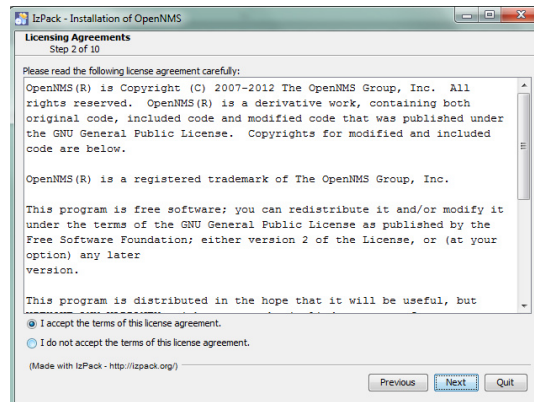 IzPack - Installation of OpenNMS
Licensing Agreements
Step 2 of 10
Please read the following license agreement carefully:
OpenNMS(R) is Copyright (C) 2007-2012 The OpenNMS Group, Inc.  All
rights reserved.  OpenNMS(R) is a derivative work, containing both
original code, included code and modified code that was published under
the GNU General Public License.  Copyrights for modified and included
code are below.
OpenNMS(R) is a registered trademark of The OpenNMS Group, Inc.
This program is free software; you can redistribute it and/or modify it
under the terms of the GNU General Public License as published by the
Free Software Foundation; either version 2 of the License, or (at your
option) any later
version.
This program is distributed in the hope that it will be useful, but
I accept the terms of this license agreement.
I do not accept the terms of this license agreement.
(Made with IzPack - http://izpack.org/)
Previous Next Quit